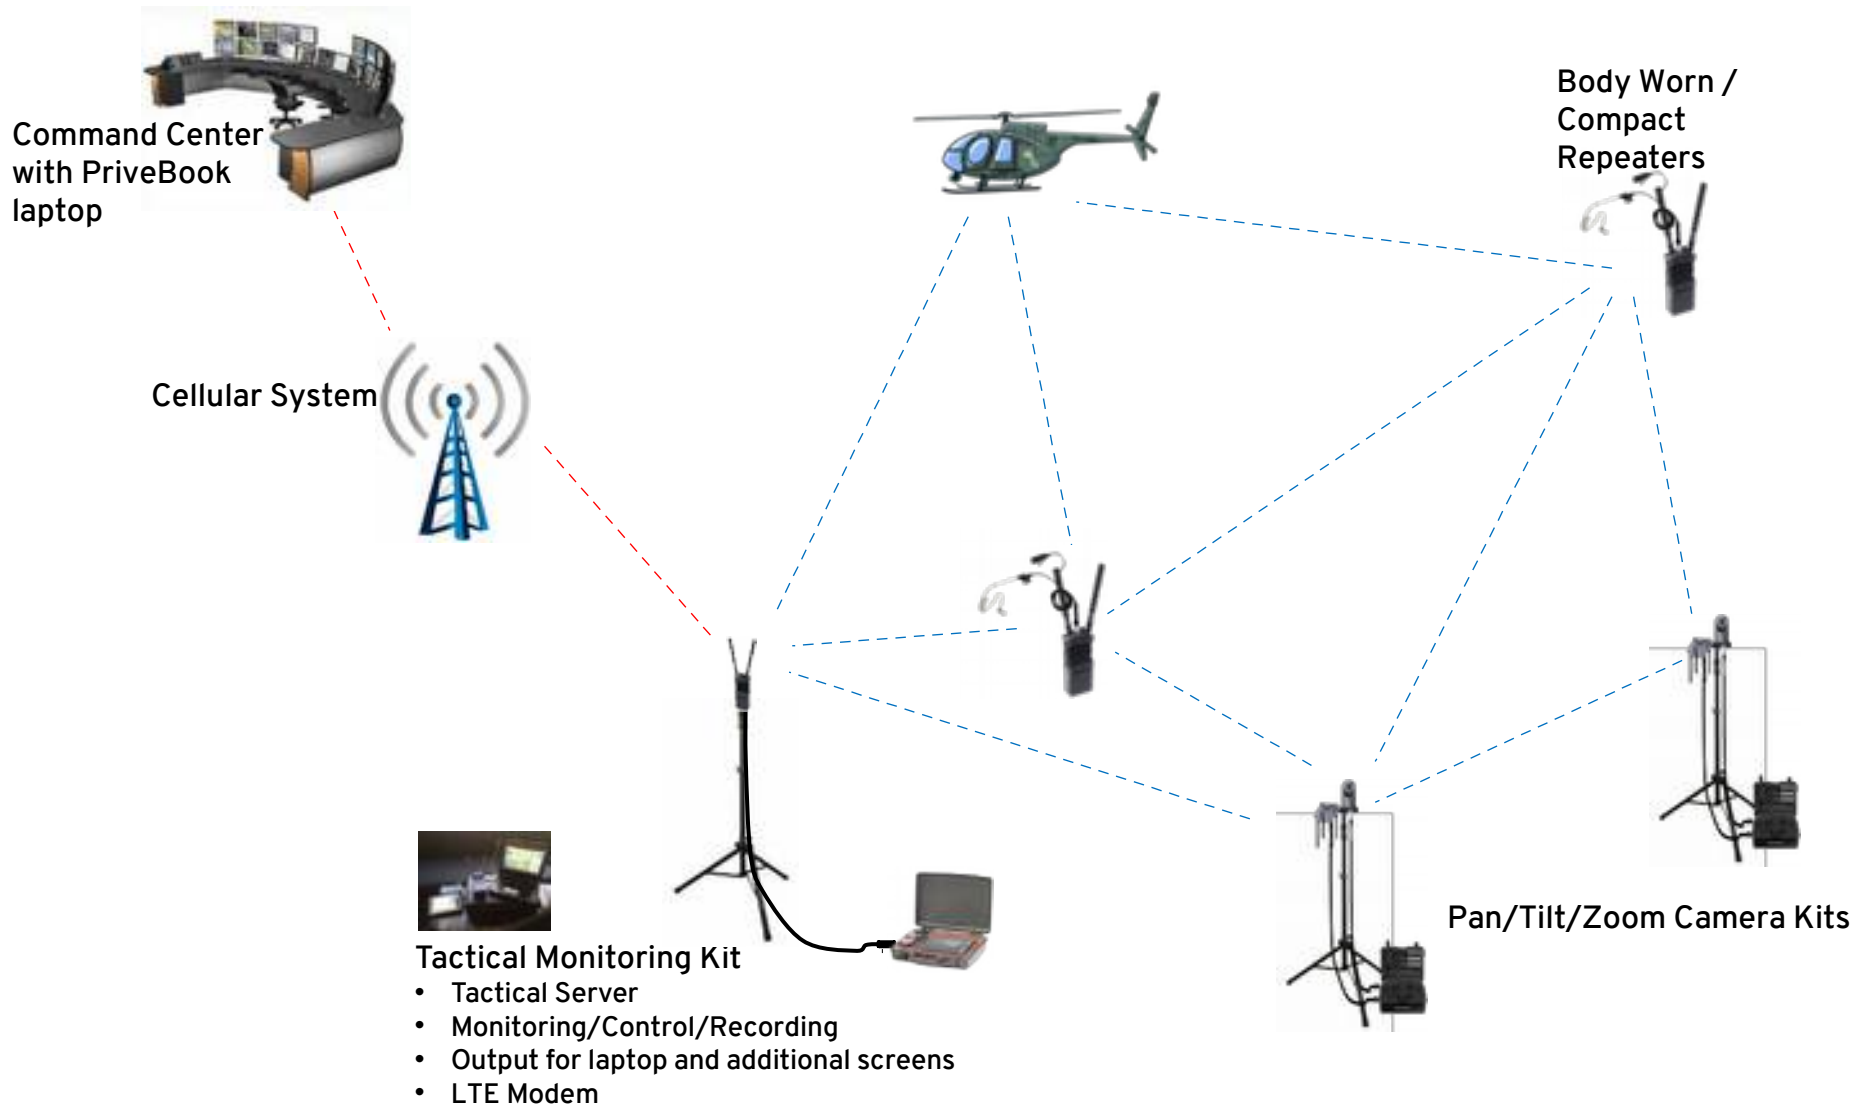 Command Center
with PriveBook
laptop
Body Worn /
Compact
Repeaters
Cellular System
Tactical Monitoring Kit
• Tactical Server
• Monitoring/Control/Recording
• Output for laptop and additional screens
• LTE Modem
Pan/Tilt/Zoom Camera Kits